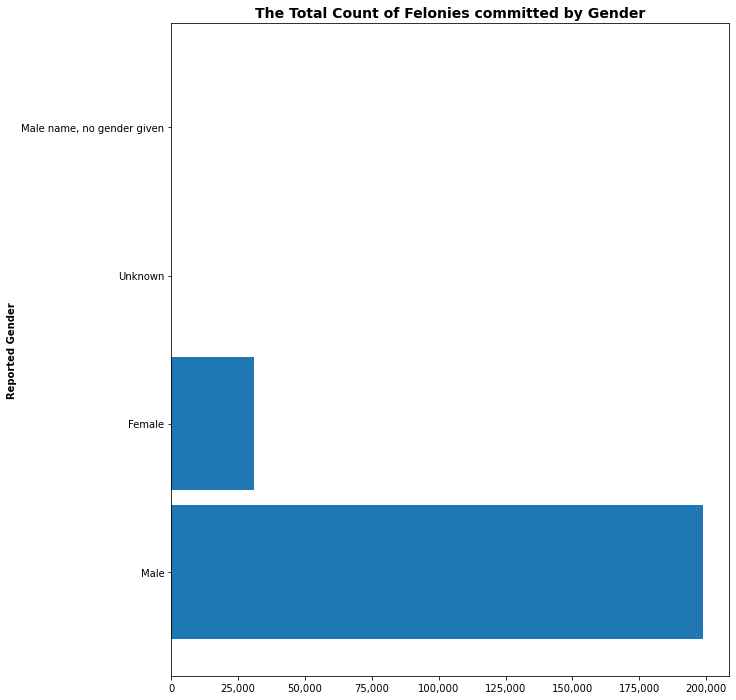 The Total Count of Felonies committed by Gender
Male name, no gender given
Unknown
Reported Gender
Female
Male
0
25,000
50,000
75,000
100,000
125,000
150,000
175,000
200,000